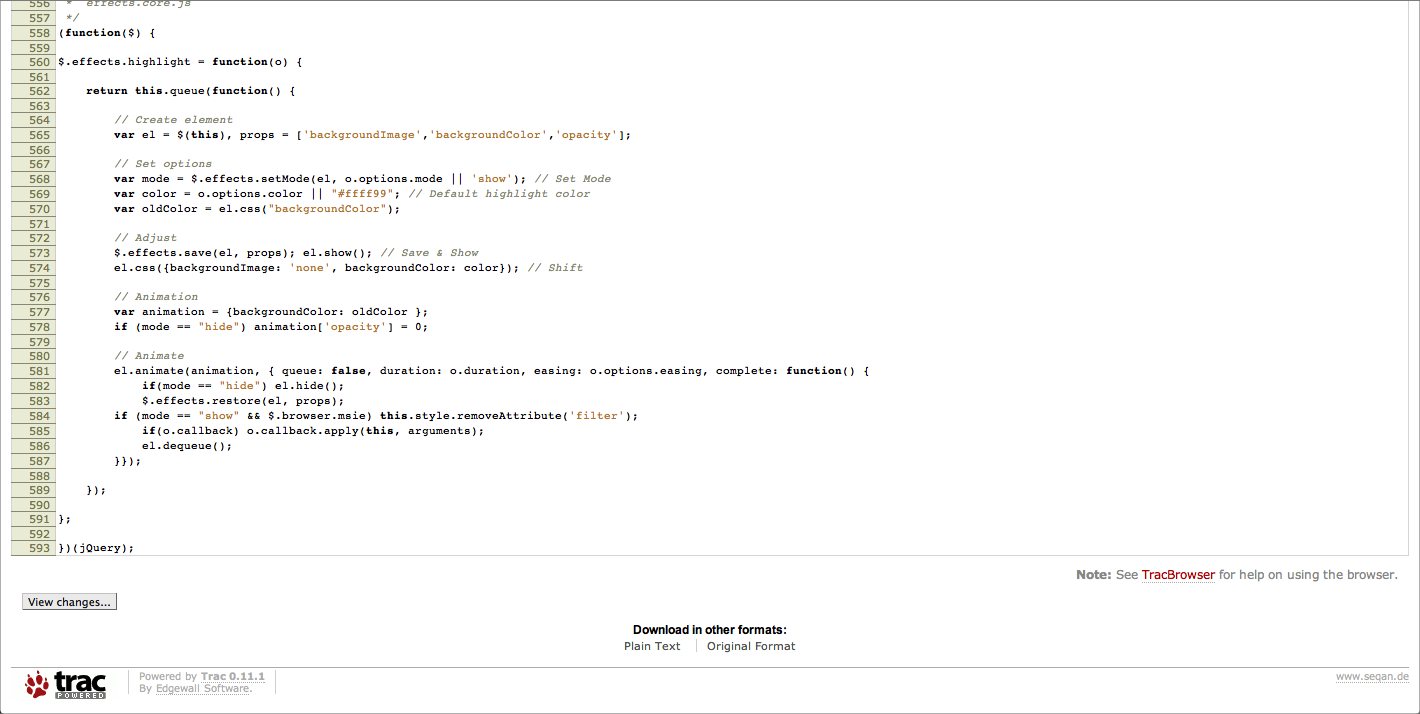 556 * effects.core.js
557 */
558 (function($) {
559
560 $.effects.highlight = function(o) {
561
562     return this.queue(function() {
563
564         // Create element
565         var el = $(this), props = ['backgroundImage','backgroundColor','opacity'];
566
567         // Set options
568         var mode = $.effects.setMode(el, o.options.mode || 'show'); // Set Mode
569         var color = o.options.color || "#ffff99"; // Default highlight color
570         var oldColor = el.css("backgroundColor");
571
572         // Adjust
573         $.effects.save(el, props); el.show(); // Save & Show
574         el.css({backgroundImage: 'none', backgroundColor: color}); // Shift
575
576         // Animation
577         var animation = {backgroundColor: oldColor };
578         if (mode == "hide") animation['opacity'] = 0;
579
580         // Animate
581         el.animate(animation, { queue: false, duration: o.duration, easing: o.options.easing, complete: function() {
582             if(mode == "hide") el.hide();
583             $.effects.restore(el, props);
584         if (mode == "show" && $.browser.msie) this.style.removeAttribute('filter');
585             if(o.callback) o.callback.apply(this, arguments);
586             el.dequeue();
587         }});
588
589     });
590
591 };
592
593 })(jQuery);
Note: See TracBrowser for help on using the browser.
View changes...
Download in other formats:
Plain Text
Original Format
trac
POWERED
Powered by Trac 0.11.1
By Edgewall Software.
www.seqan.de